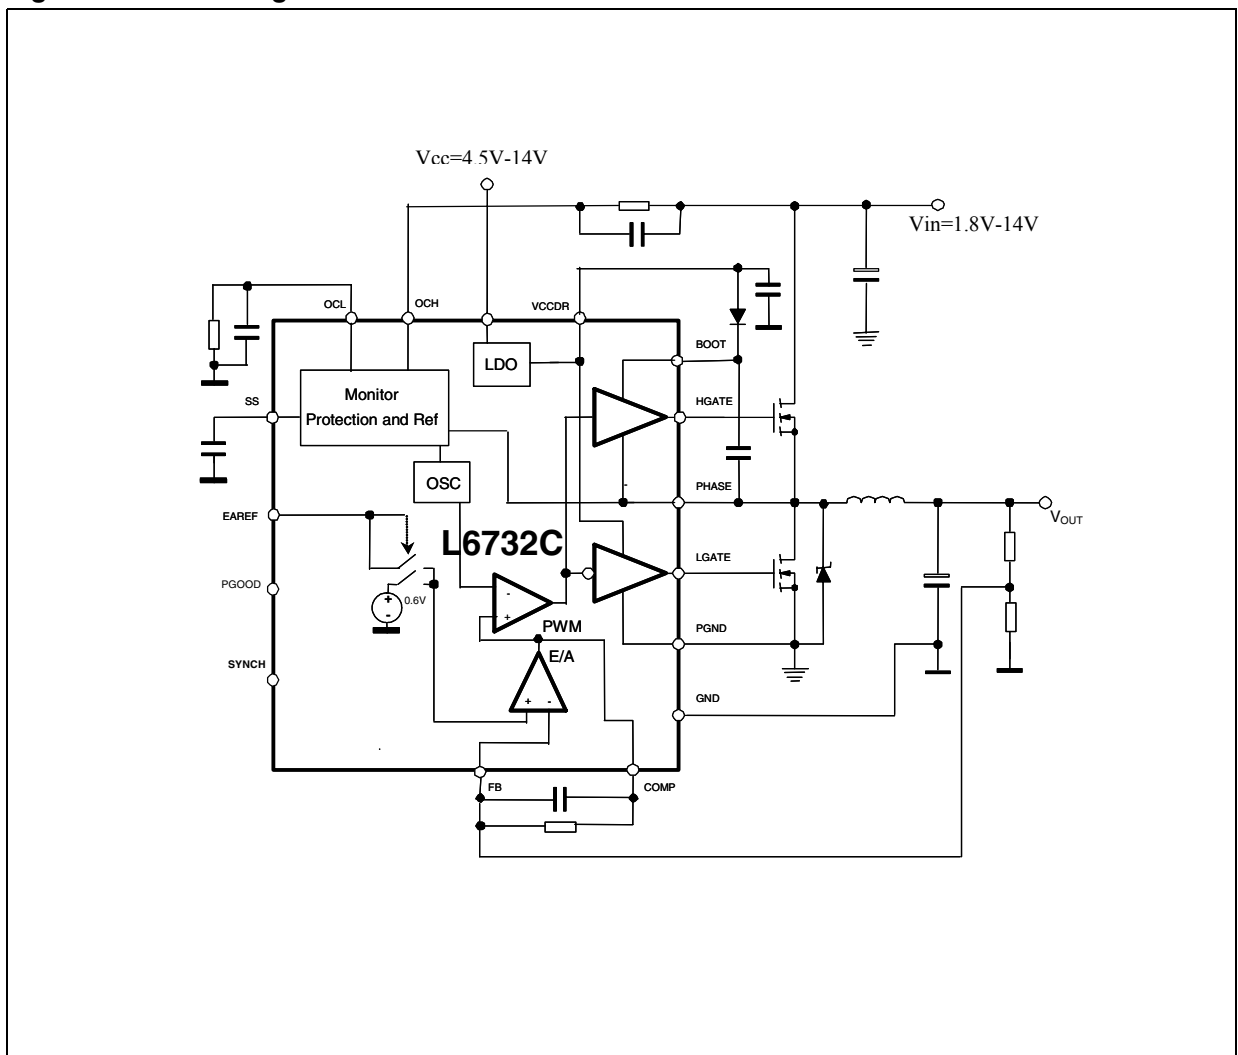 Vcc=4.5V-14V
Vin=1.8V-14V
OCL
OCH
VCCDR
BOOT
LDO
Monitor
Protection and Ref
SS
HGATE
OSC
PHASE
EAREF
VOUT
L6732C
LGATE
PGOOD
+
-
0.6V
-
+
PWM
PGND
E/A
SYNCH
+ -
GND
FB
COMP